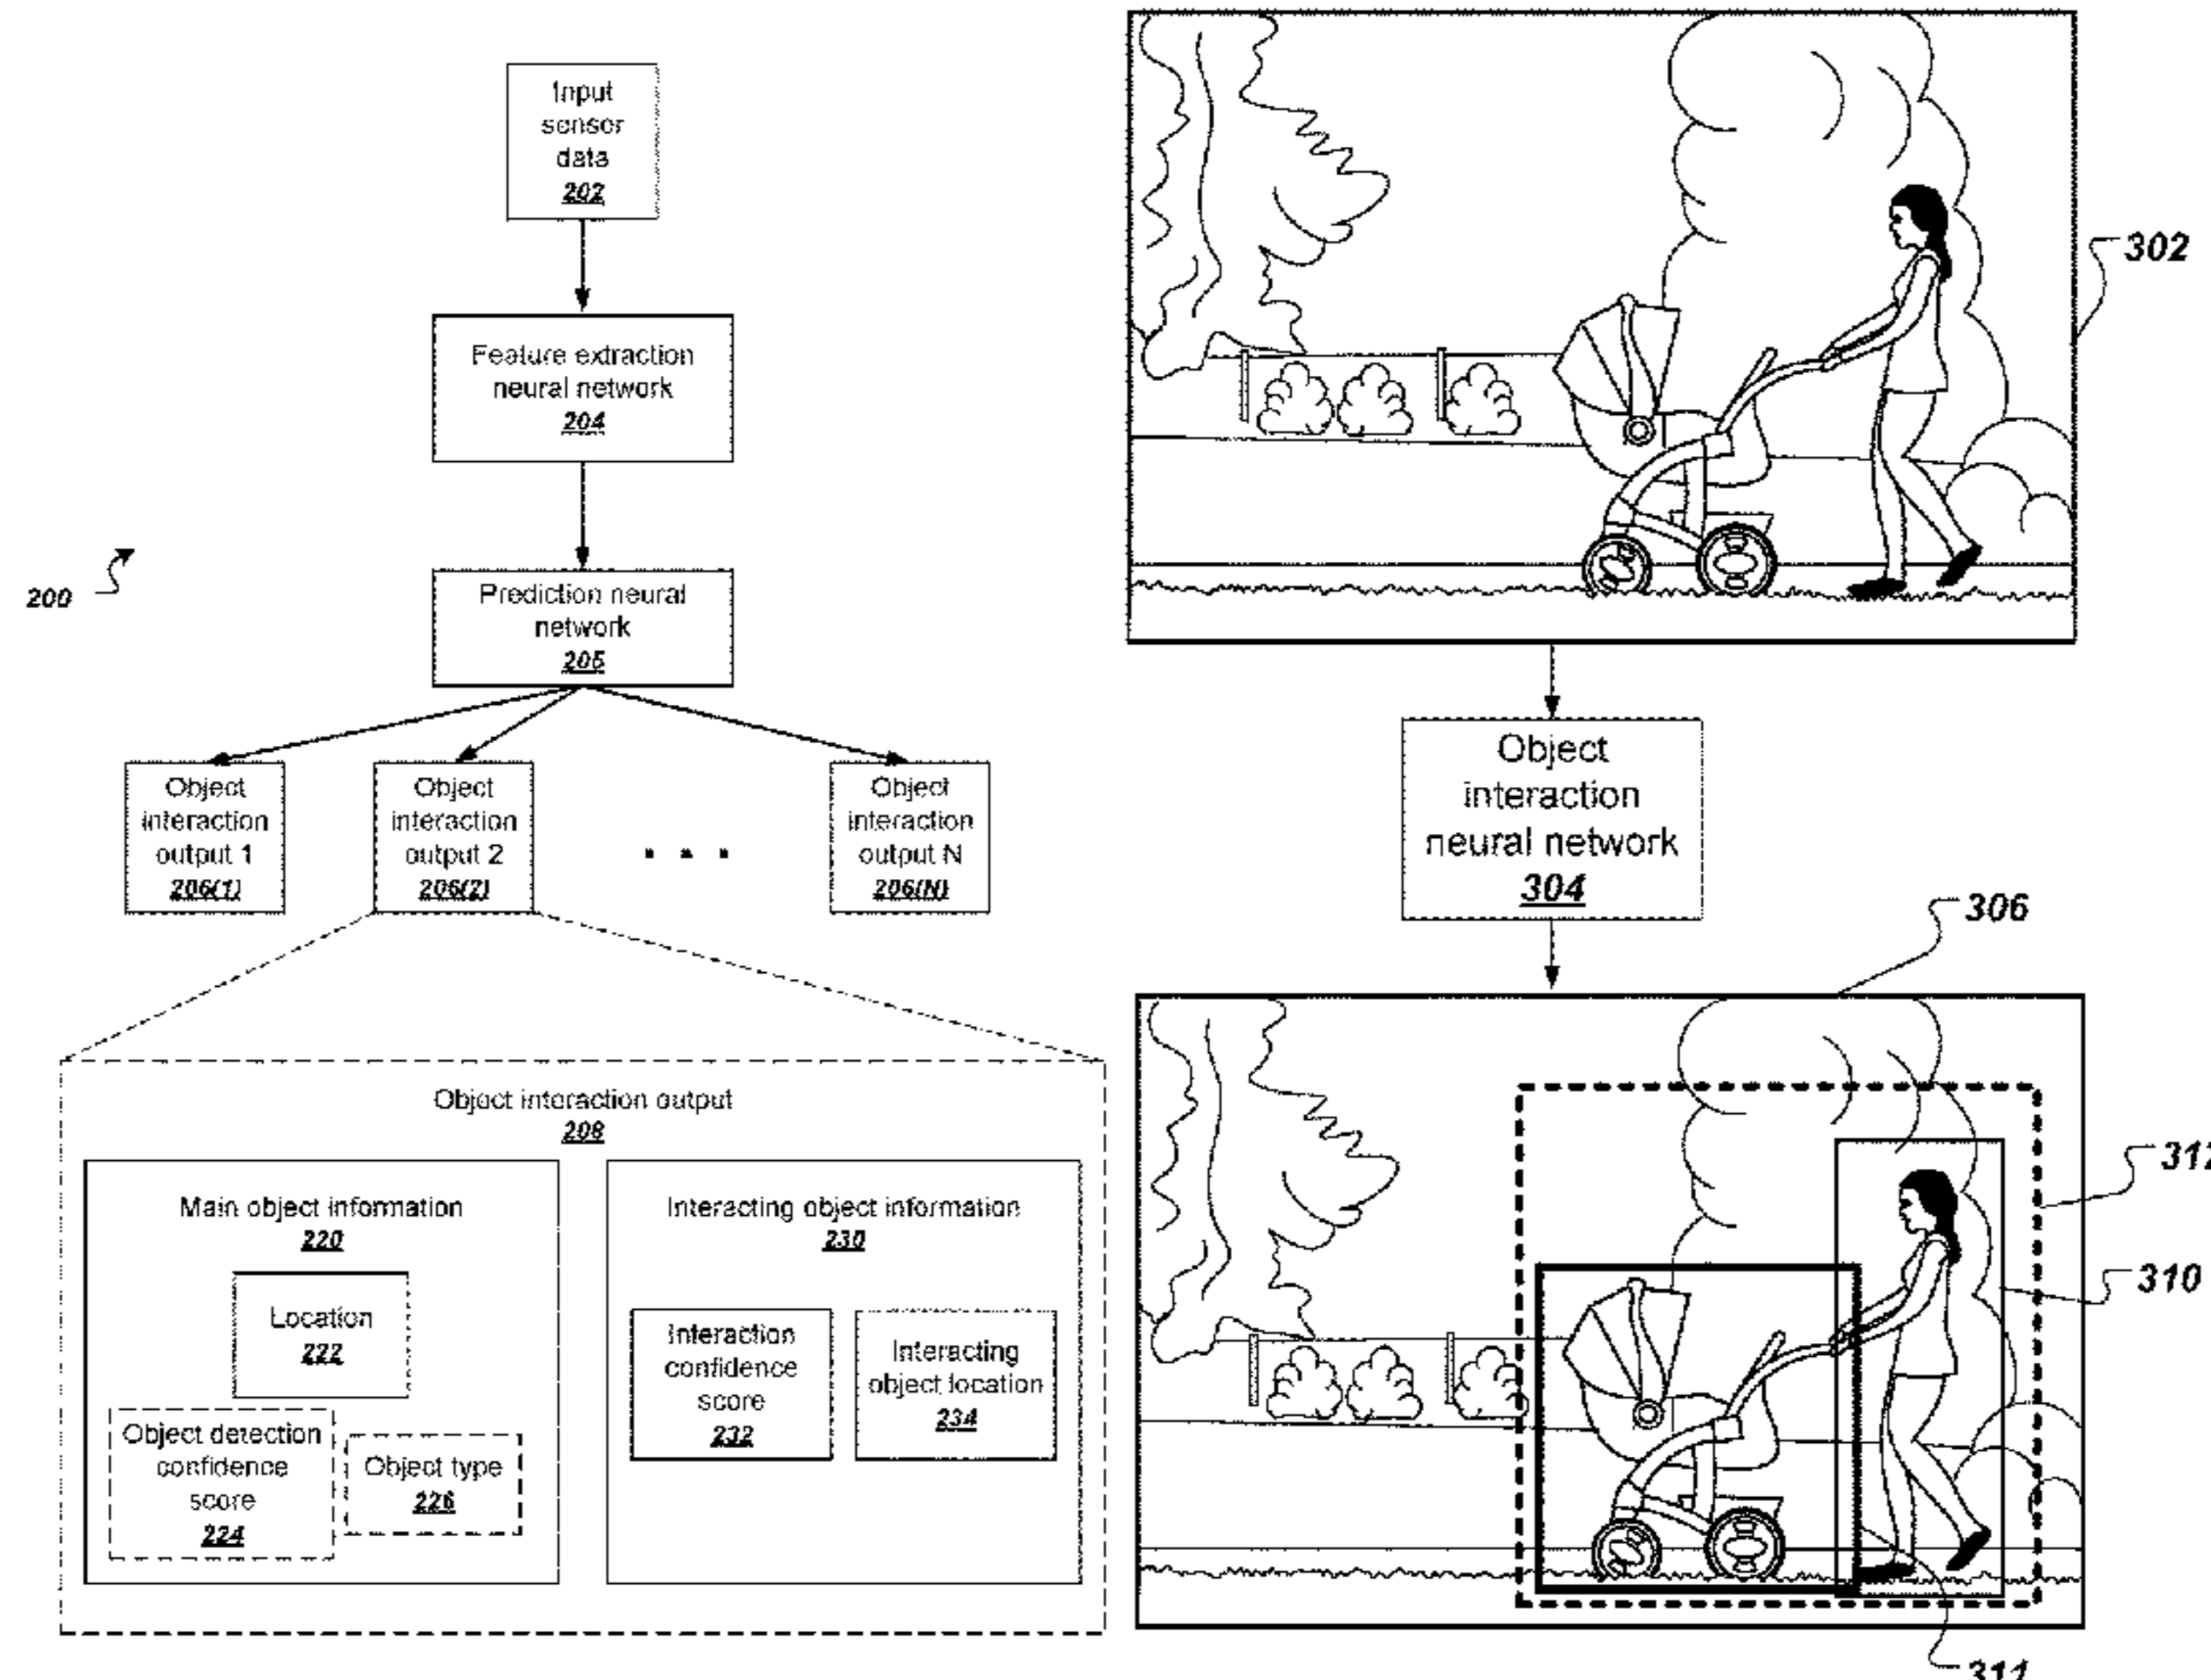 Input
sensor
data
202
Feature extraction
neural network
204
200
Prediction neural
network
205
Object
interaction
output 1
206(1)
Object
interaction
output 2
206(2)
. . .
Object
interaction
output N
206(N)
Object interaction output
208
Main object information
220
Location
222
Object detection
confidence
score
224
Object type
226
Interacting object information
230
Interaction
confidence
score
232
Interacting
object location
234
302
Object
interaction
neural network
304
306
312
310